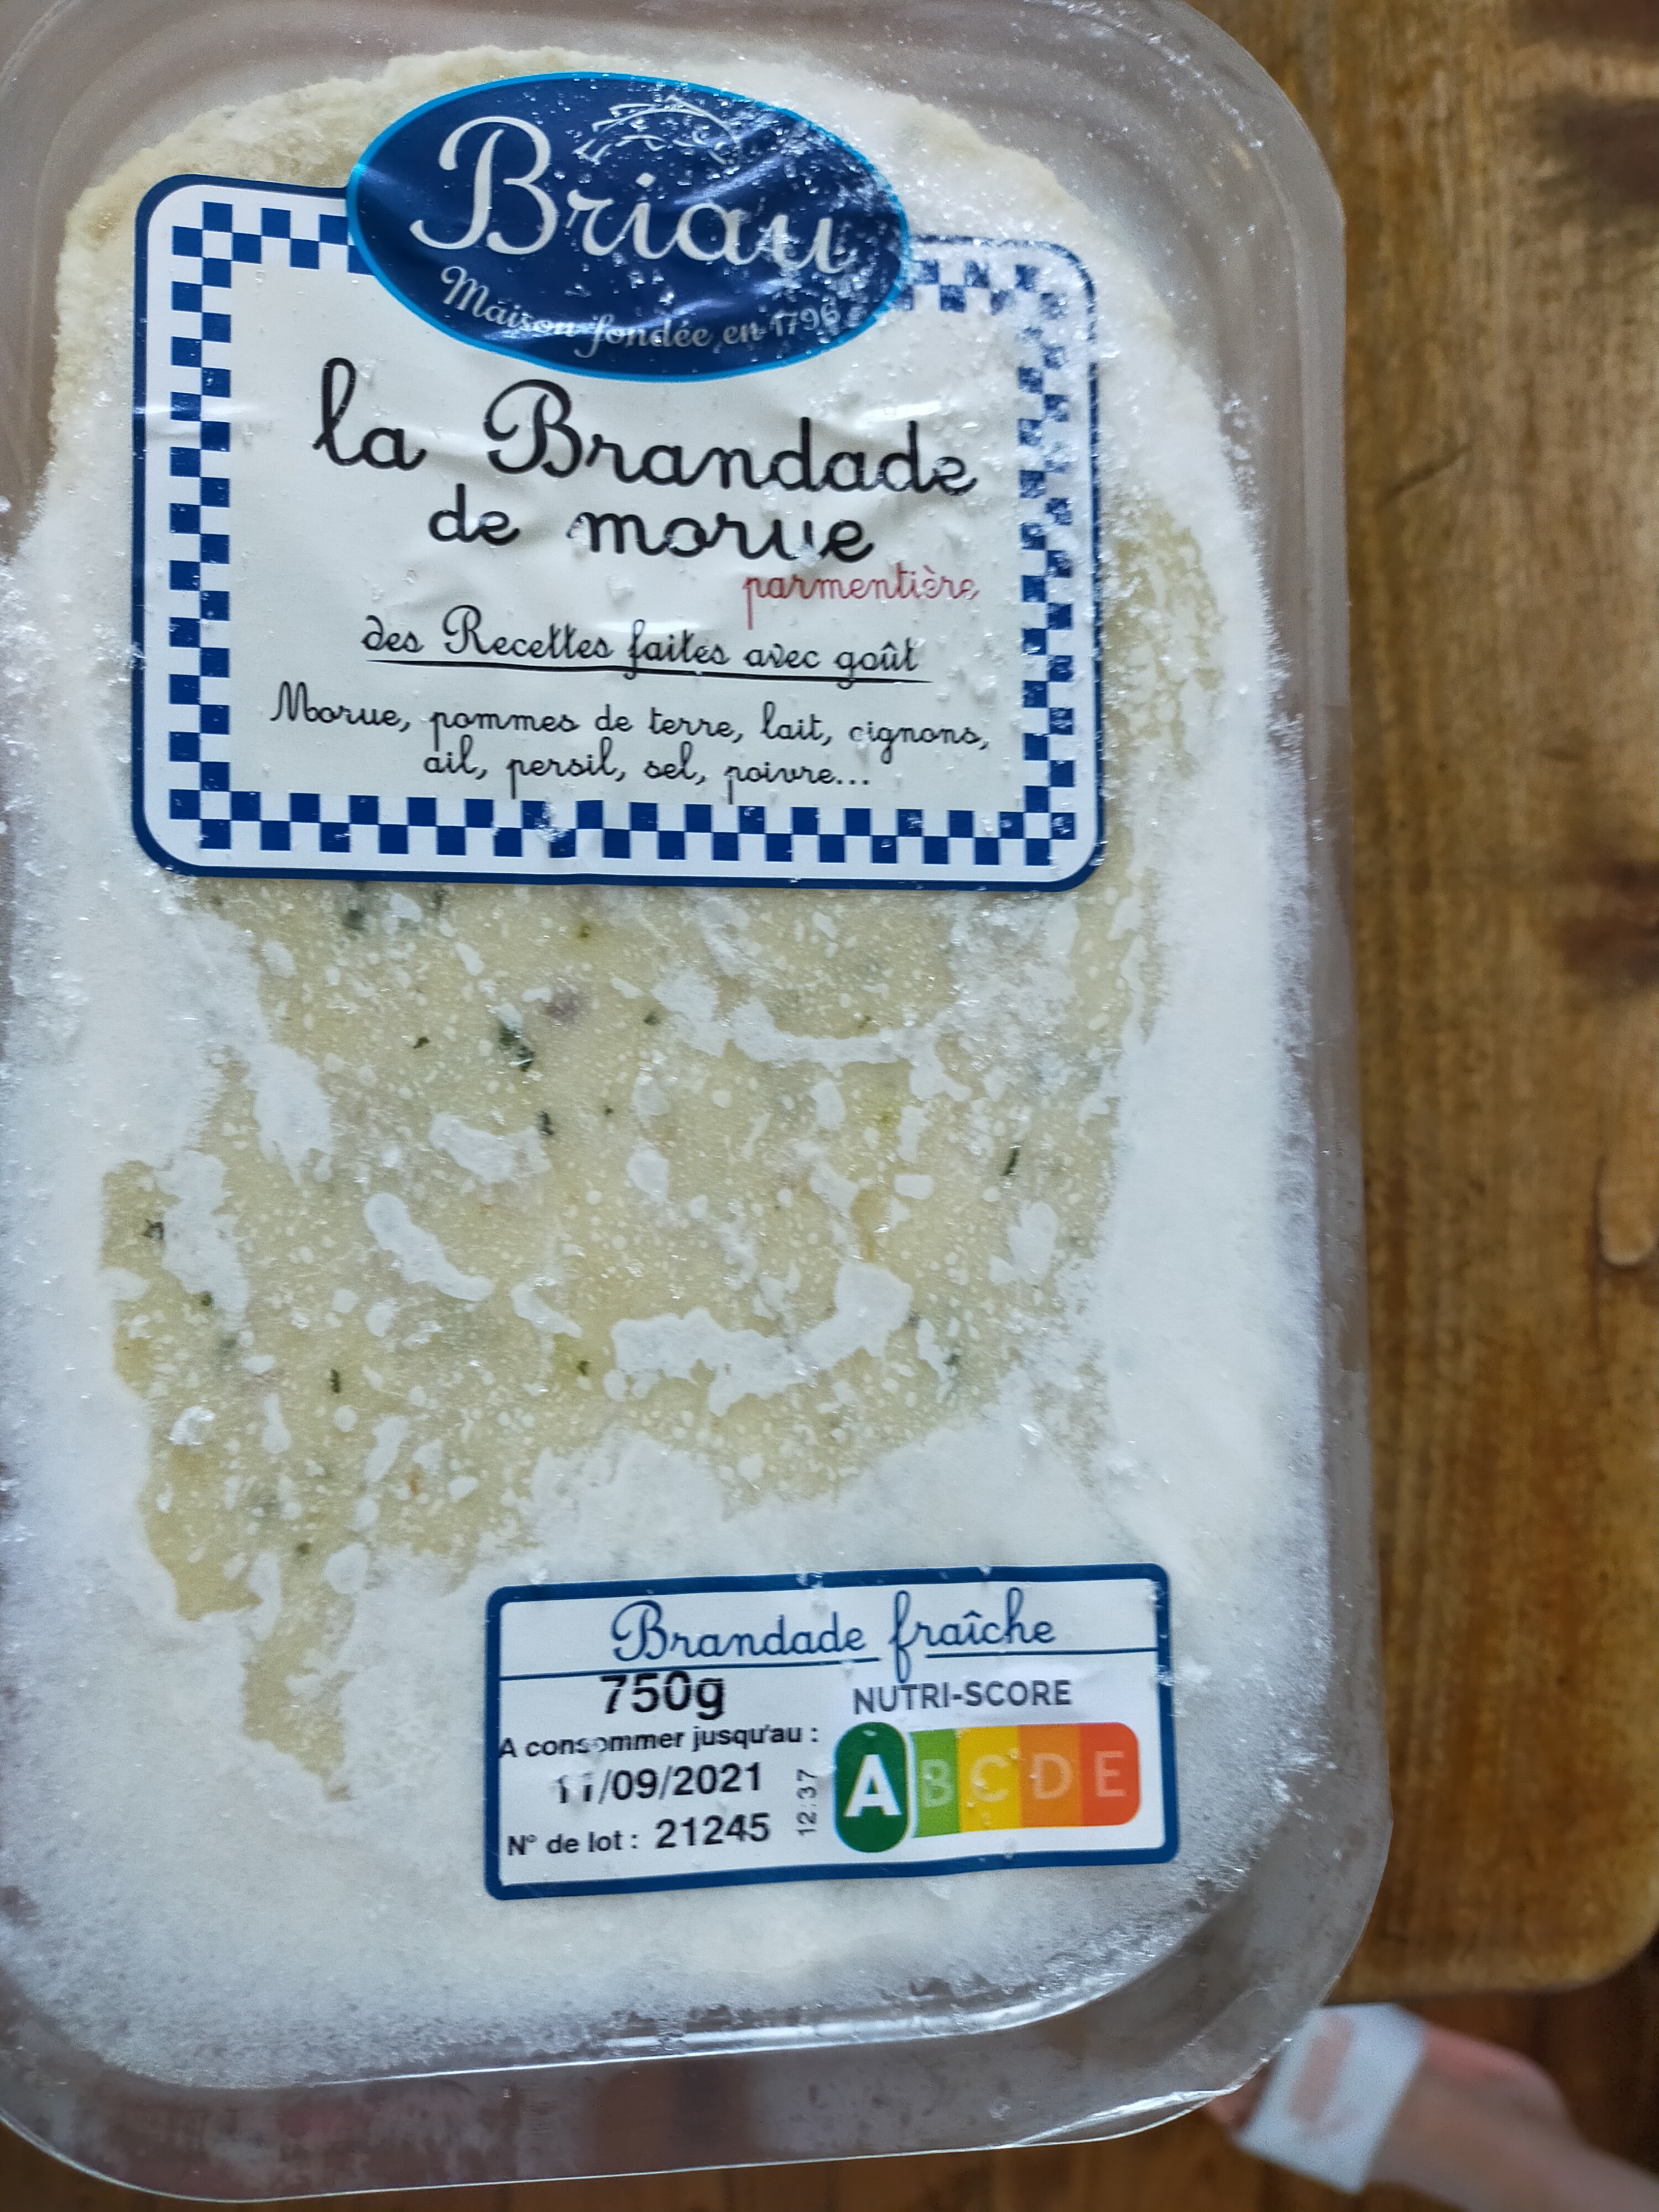 Briau
Maison fondée en 1796
la Brandade
de morue
parmentière
des Recettes faites avec goût
Morue, pommes de terre, lait, oignons,
ail, persil, sel, poivre...
Brandade fraîche
750g
NUTRI-SCORE
A consommer jusqu'au :
11/09/2021
12:37
N° de lot : 21245
A B C D E